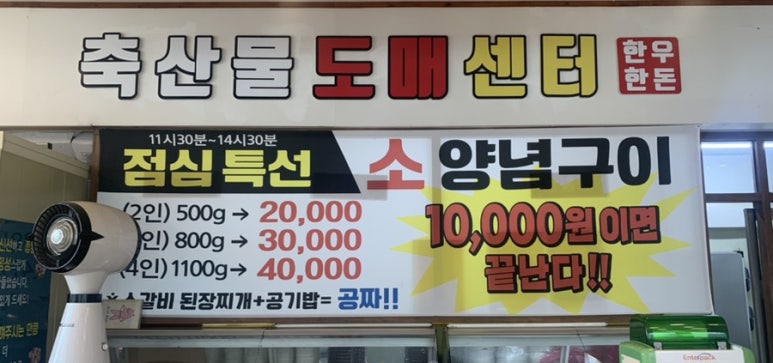 축산물 도매 센터 한우 한돈
11시30분~14시30분
점심 특선 소 양념구이
(2인) 500g → 20,000
인) 800g → 30,000
(4인) 1100g → 40,000
10,000원 이면
끝난다!!
갈비 된장찌개+공기밥= 공짜!!
Enterpack